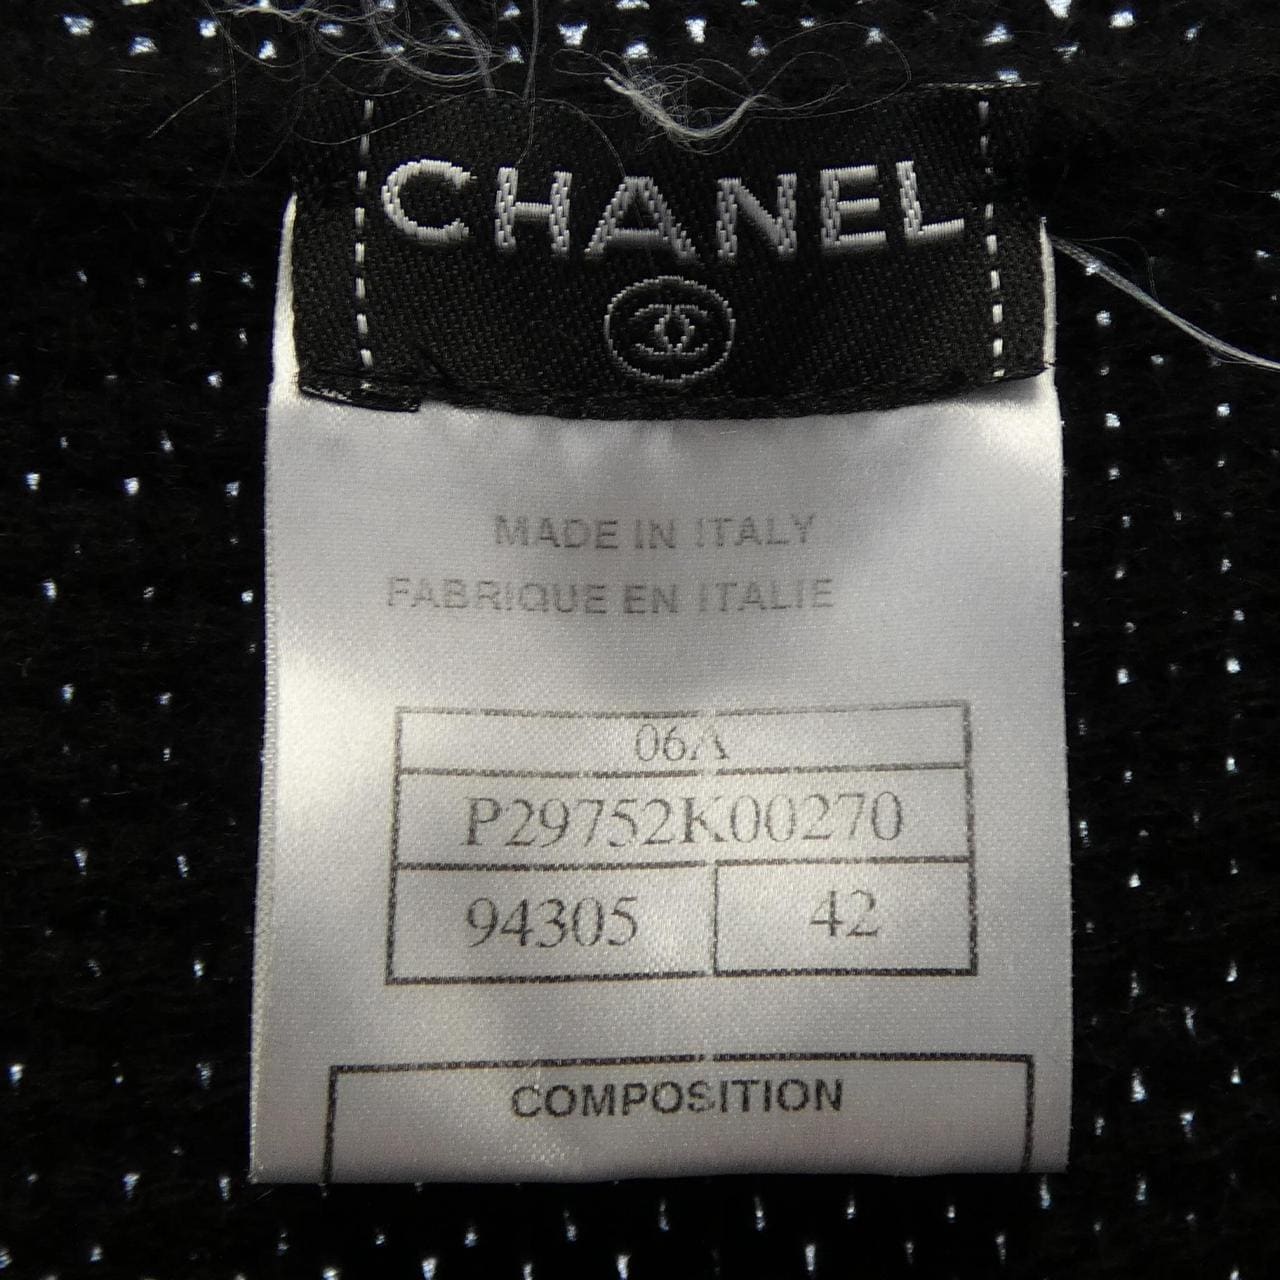 CHANEL
MADE IN ITALY
FABRIQUE EN ITALIE
06A
P29752K00270
94305 42
COMPOSITION